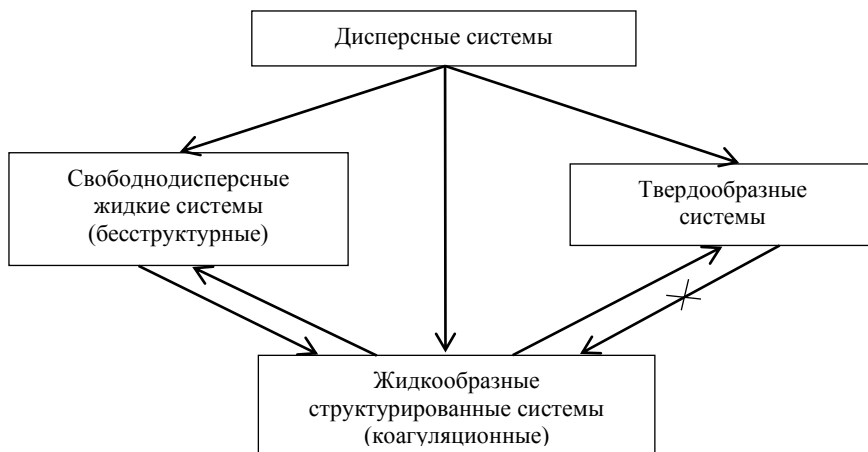 Дисперсные системы
Свободнодисперсные
жидкие системы
(бесструктурные)
Твердообразные
системы
Жидкообразные
структурированные системы
(коагуляционные)